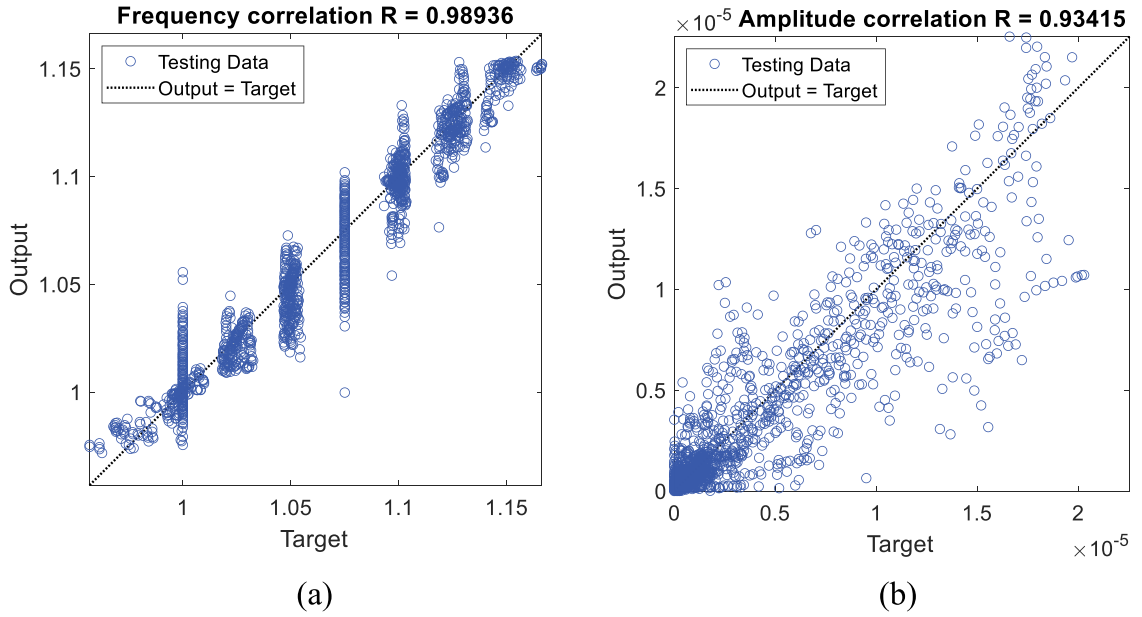 Frequency correlation R = 0.98936
Testing Data
Output = Target
1.15
1.1
1.05
1
Output
1
1.05
1.1
1.15
Target
(a)
×10-5
Amplitude correlation R = 0.93415
Testing Data
Output = Target
2
1.5
1
0.5
0
Output
0
0.5
1
1.5
2
Target
×10-5
(b)